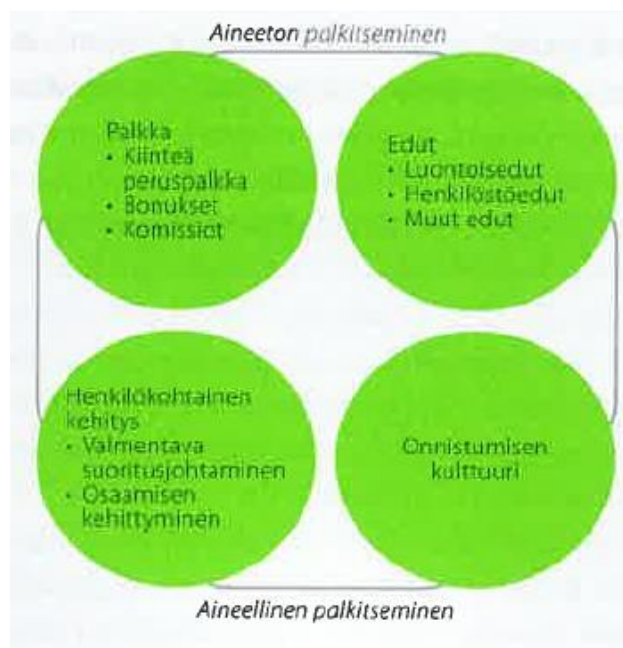 Aineeton palkitseminen
Palkka
• Kiinteä
peruspalkka
• Bonukset
• Komissiot
Edut
• Luontoisedut
• Henkilöstöedut
• Muut edut
Henkilökohtainen
kehitys
• Valmentava
suoritusjohtaminen
• Osaamisen
kehittyminen
Onnistumisen
kulttuuri
Aineellinen palkitseminen